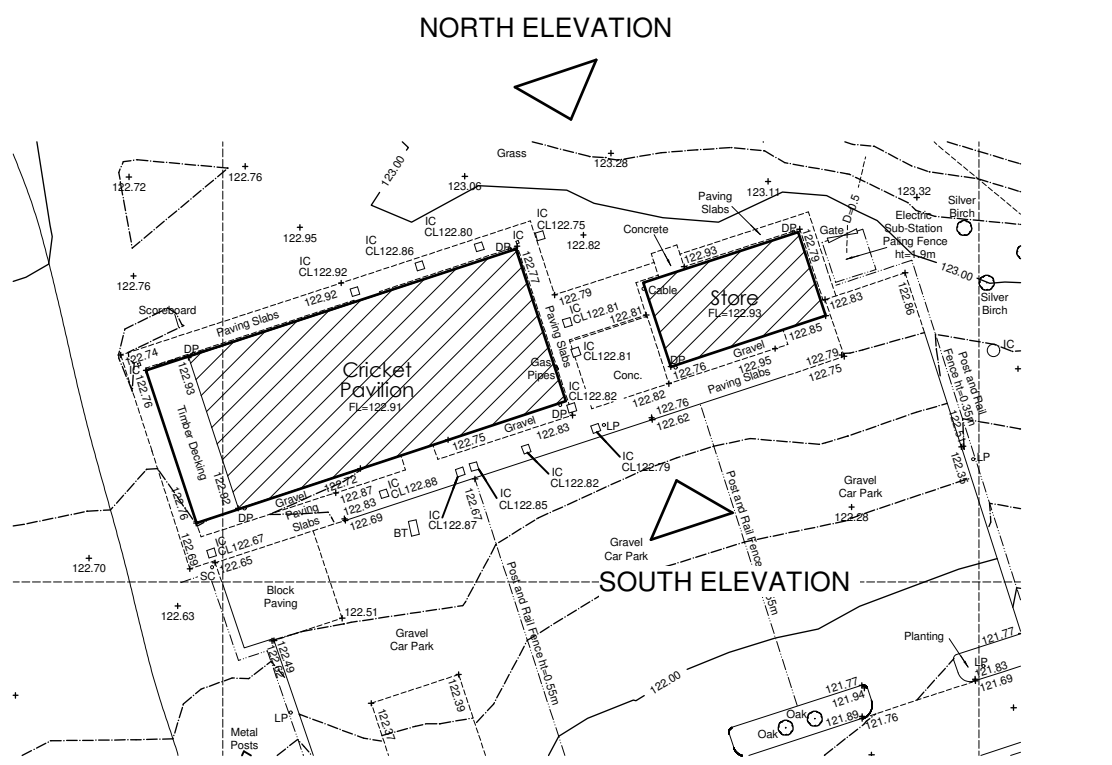 NORTH ELEVATION
123.00
Grass
123.28
122.76
122.72
123.06
123.11
123.32
Silver
Birch
Paving
Slabs
D=0.5
Electric
Sub-Station
Paling Fence
ht=1.9m
Gate
IC
CL122.75
IC
CL122.80
122.95
IC
CL122.86
IC
DP
122.82
Concrete
DP
122.79
122.93
123.00
IC
CL122.92
122.77
122.76
122.92
Cable
Store
FL=122.93
122.79
122.83
122.86
Silver
Birch
Scoreboard
Paving Slabs
IC
CL122.81
122.81
122.85
IC
122.74
DP
IC
122.76
122.93
Cricket
Pavilion
FL=122.91
Paving Slabs
Gas
Pipes
IC
CL122.81
Conc.
DP
122.76
Gravel
122.95
122.79
122.75
Paving Slabs
Post and Rail
Fence ht=0.35m
Timber Decking
IC
CL122.82
DP
122.82
122.76
122.62
Gravel
122.83
122.75
°LP
122.51
122.35
LP
IC
CL122.79
IC
CL122.82
122.92
122.76
122.72
Gravel
122.87
IC
CL122.88
122.83
Paving
Slabs
122.69
DP
IC
CL122.85
122.67
IC
CL122.87
BT
Gravel
Car Park
122.28
Post and Rail Fence
Gravel
Car Park
122.69
IC
CL122.67
122.65
SC
122.70
SOUTH ELEVATION
122.63
Block
Paving
122.51
Post and Rail Fence ht=0.55m
Gravel
Car Park
122.49
Planting
121.77
LP
121.83
121.69
122.00
122.39
122.37
121.77
121.94
121.89
121.76
Oak
Oak
LP
Metal
Posts